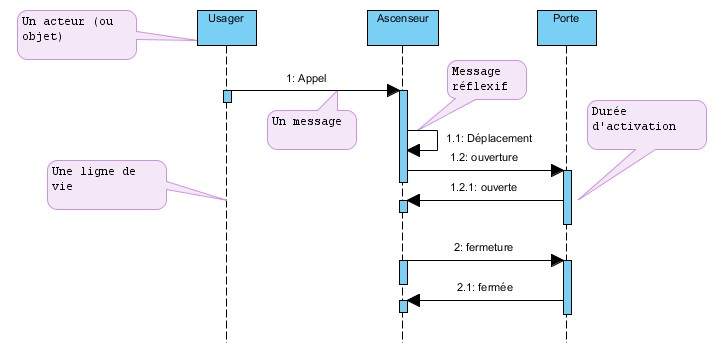 Un acteur (ou
objet)
Usager
Ascenseur
Porte
1: Appel
Message
réflexif
Un message
Durée
d'activation
1.1: Déplacement
1.2: ouverture
Une ligne de
vie
1.2.1: ouverte
2: fermeture
2.1: fermée